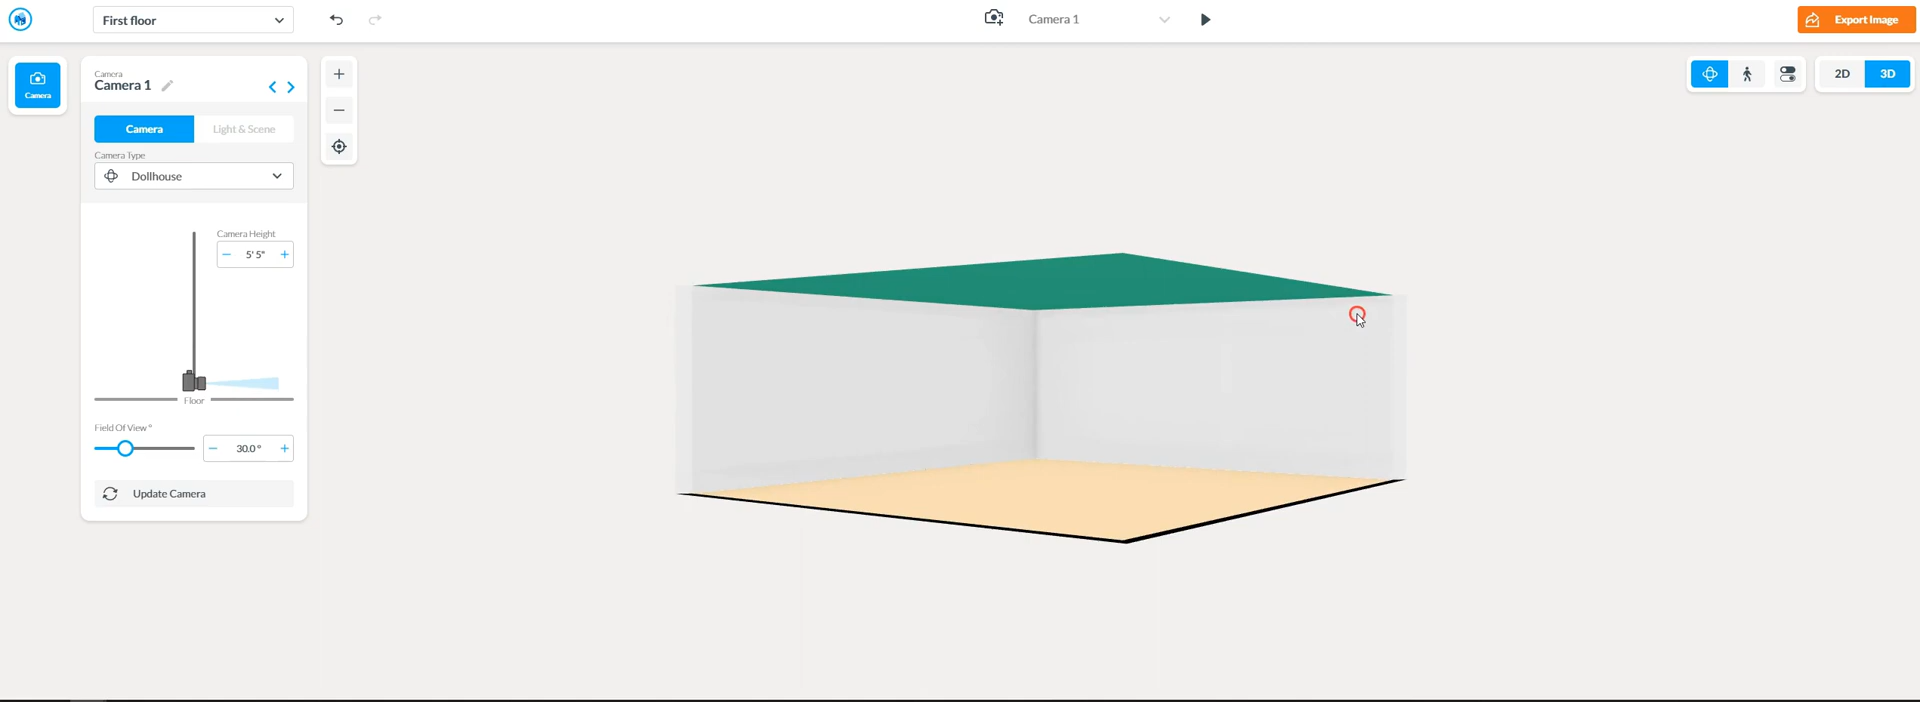 First floor
Camera 1
Export Image
Camera
Camera
Camera 1
Camera
Light & Scene
Camera Type
Dollhouse
Camera Height
− 5' 5" +
Floor
Field Of View °
− 30.0 ° +
Update Camera
2D
3D